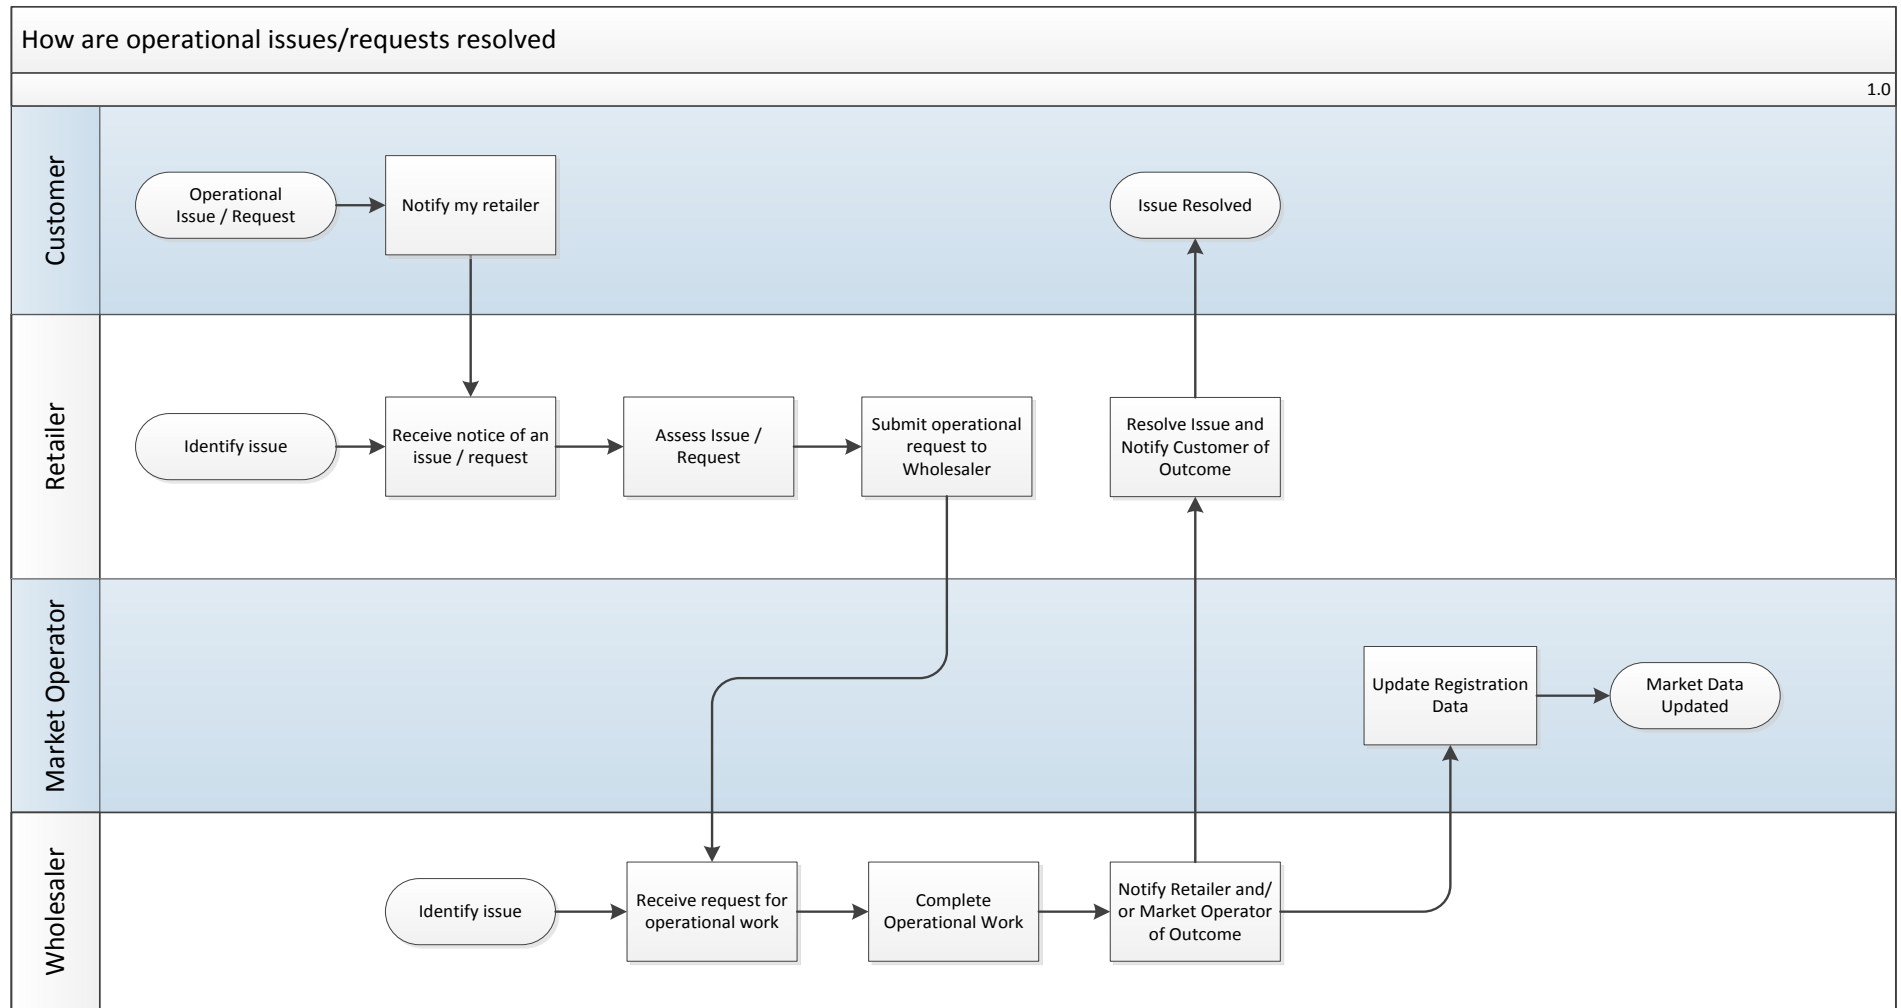 How are operational issues/requests resolved
1.0
Customer
Operational
Issue / Request
Notify my retailer
Issue Resolved
Retailer
Identify issue
Receive notice of an
issue / request
Assess Issue /
Request
Submit operational
request to
Wholesaler
Resolve Issue and
Notify Customer of
Outcome
Market Operator
Update Registration
Data
Market Data
Updated
Wholesaler
Identify issue
Receive request for
operational work
Complete
Operational Work
Notify Retailer and/
or Market Operator
of Outcome